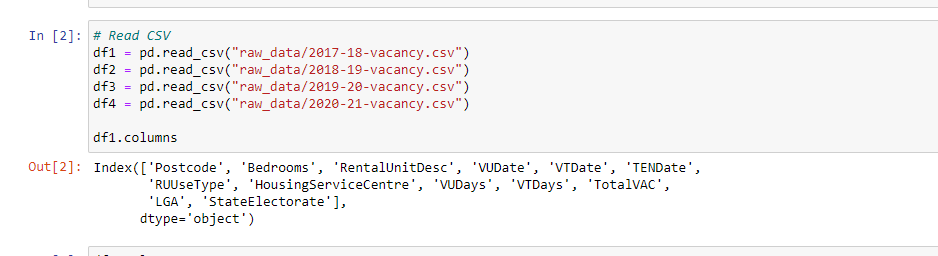 In [2]: # Read CSV
df1 = pd.read_csv("raw_data/2017-18-vacancy.csv")
df2 = pd.read_csv("raw_data/2018-19-vacancy.csv")
df3 = pd.read_csv("raw_data/2019-20-vacancy.csv")
df4 = pd.read_csv("raw_data/2020-21-vacancy.csv")
df1.columns
Out[2]: Index(['Postcode', 'Bedrooms', 'RentalUnitDesc', 'VUDate', 'VTDate', 'TENDate',
'RUUseType', 'HousingServiceCentre', 'VUDays', 'VTDays', 'TotalVAC',
'LGA', 'StateElectorate'],
dtype='object')